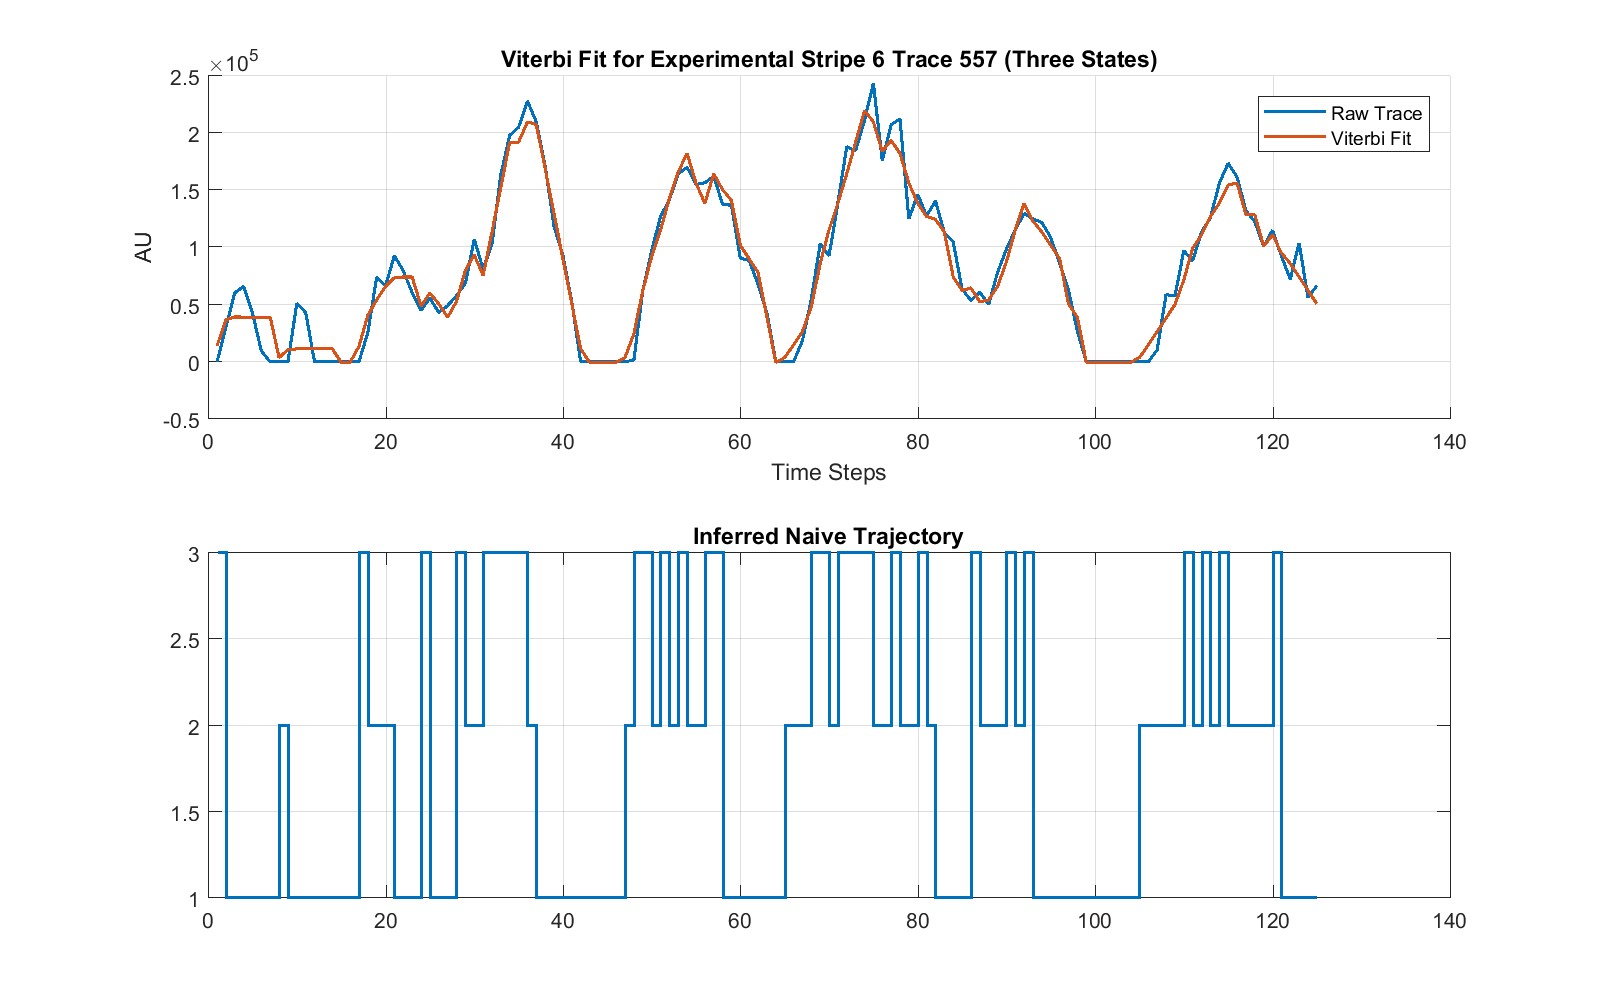 Viterbi Fit for Experimental Stripe 6 Trace 557 (Three States)
×10⁵
2.5
2
1.5
1
0.5
0
-0.5
AU
Raw Trace
Viterbi Fit
0 20 40 60 80 100 120 140
Time Steps
Inferred Naive Trajectory
3
2.5
2
1.5
1
0 20 40 60 80 100 120 140